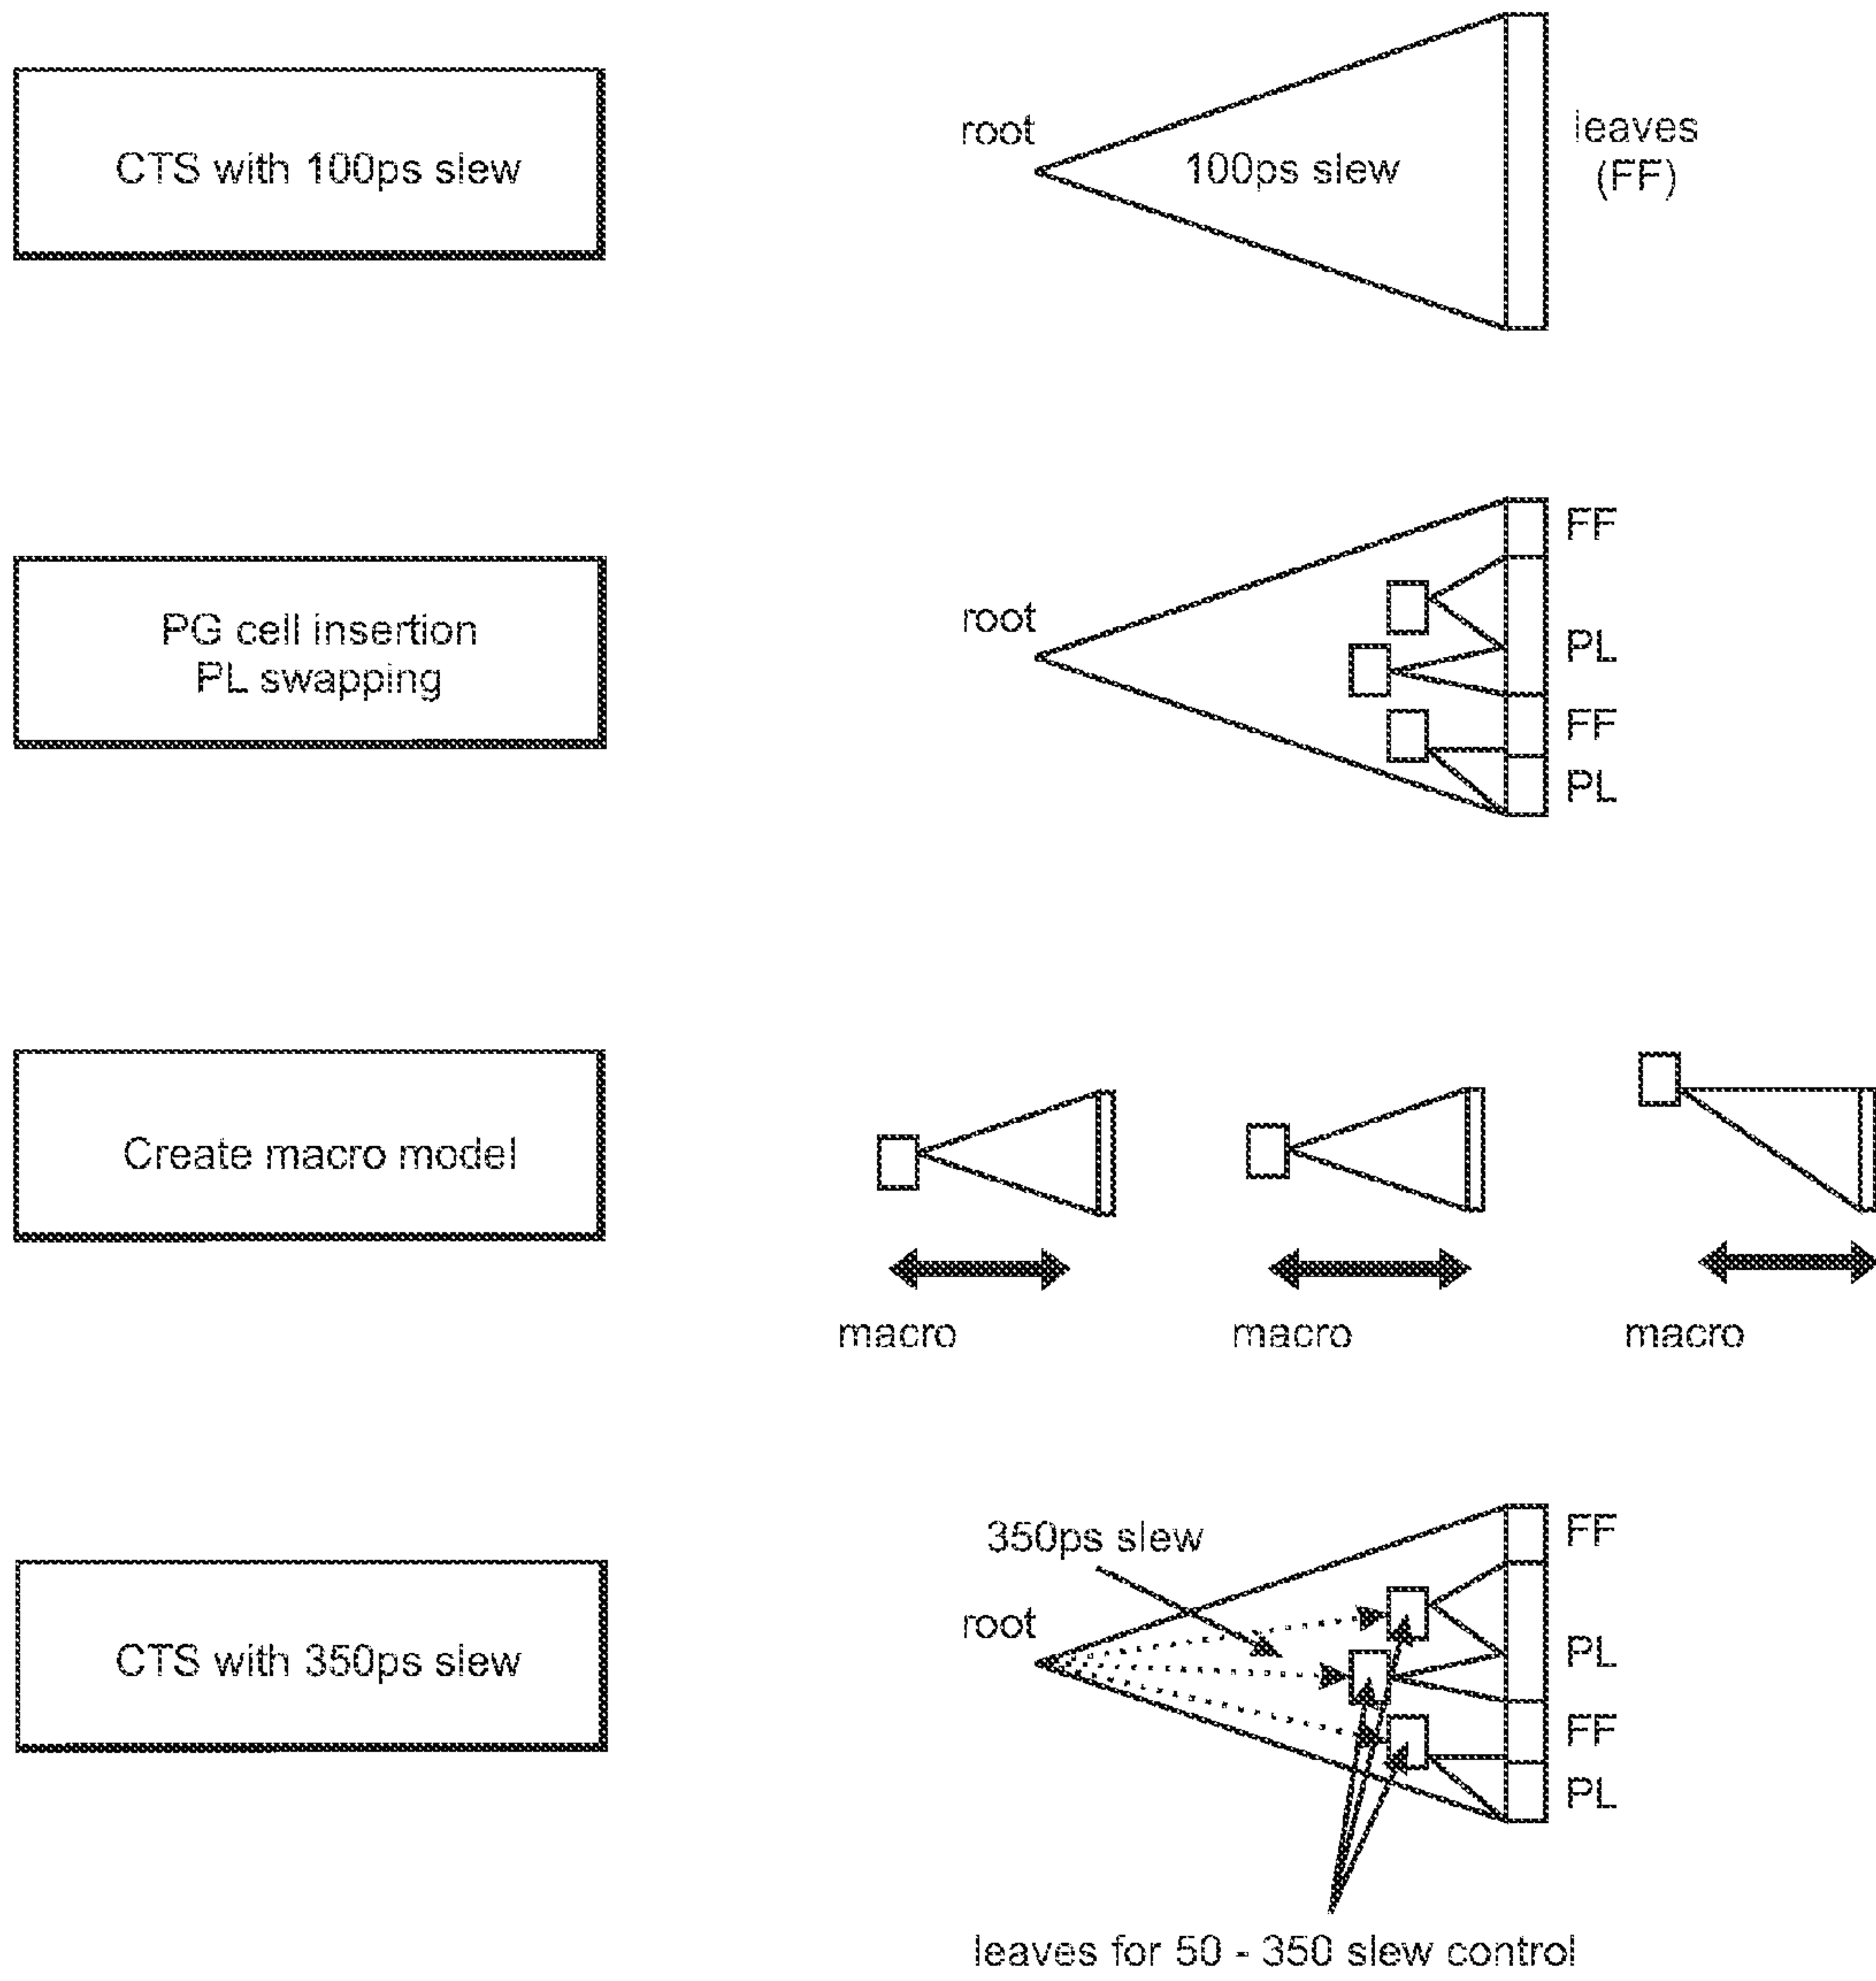 CTS with 100ps slew
root
100ps slew
leaves
(FF)
PG cell insertion
PL swapping
root
FF
PL
FF
PL
Create macro model
macro
macro
macro
CTS with 350ps slew
350ps slew
root
FF
PL
FF
PL
leaves for 50 - 350 slew control